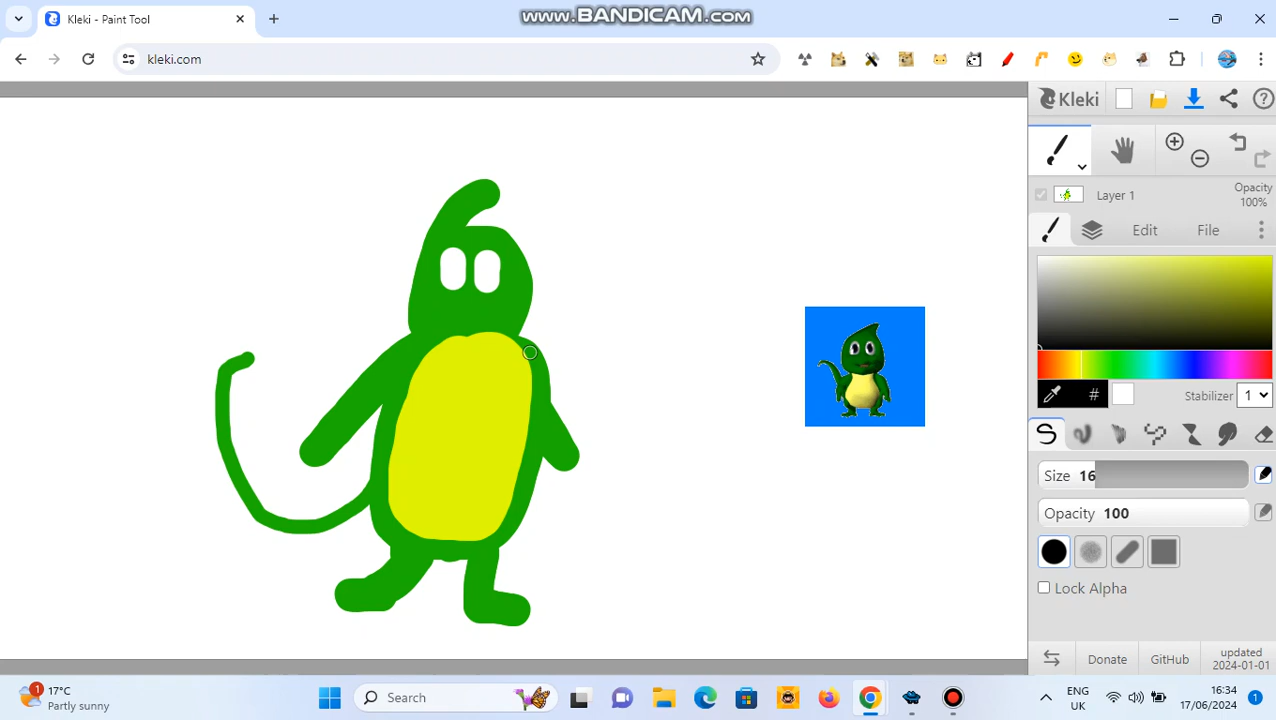 www.BANDICAM.com
Kleki - Paint Tool
kleki.com
Kleki
Layer 1
Opacity
100%
Edit
File
#
Stabilizer
1
Size 16
Opacity 100
Lock Alpha
Donate
GitHub
updated
2024-01-01
1
17°C
Partly sunny
Search
ENG
UK
16:34
17/06/2024
1